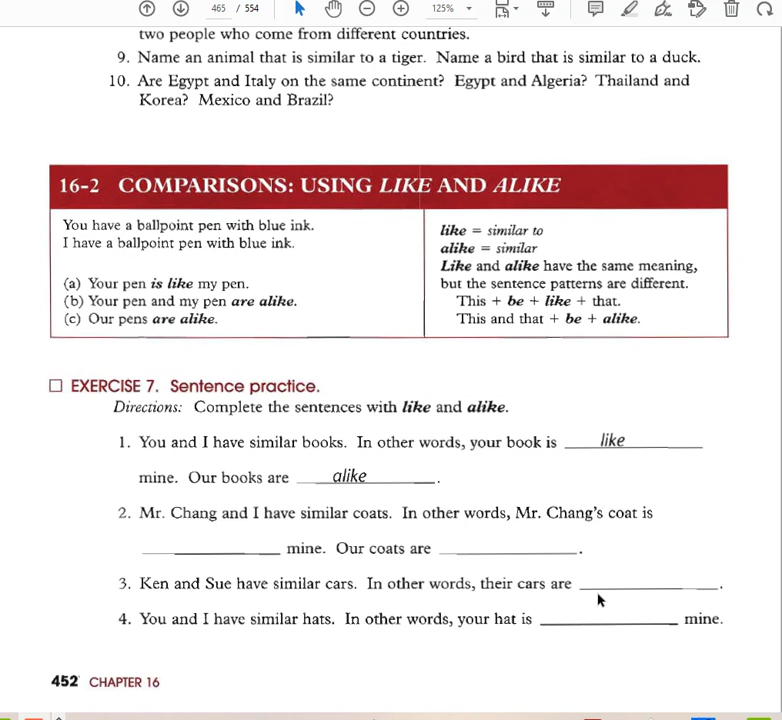 465 / 554 125%
two people who come from different countries.
9. Name an animal that is similar to a tiger. Name a bird that is similar to a duck.
10. Are Egypt and Italy on the same continent? Egypt and Algeria? Thailand and
Korea? Mexico and Brazil?
16-2 COMPARISONS: USING LIKE AND ALIKE
You have a ballpoint pen with blue ink.
I have a ballpoint pen with blue ink.
(a) Your pen is like my pen.
(b) Your pen and my pen are alike.
(c) Our pens are alike.
like = similar to
alike = similar
Like and alike have the same meaning,
but the sentence patterns are different.
This + be + like + that.
This and that + be + alike.
EXERCISE 7. Sentence practice.
Directions: Complete the sentences with like and alike.
1. You and I have similar books. In other words, your book is like
mine. Our books are alike.
2. Mr. Chang and I have similar coats. In other words, Mr. Chang's coat is
____________ mine. Our coats are ____________.
3. Ken and Sue have similar cars. In other words, their cars are ____________.
4. You and I have similar hats. In other words, your hat is ____________ mine.
452 CHAPTER 16